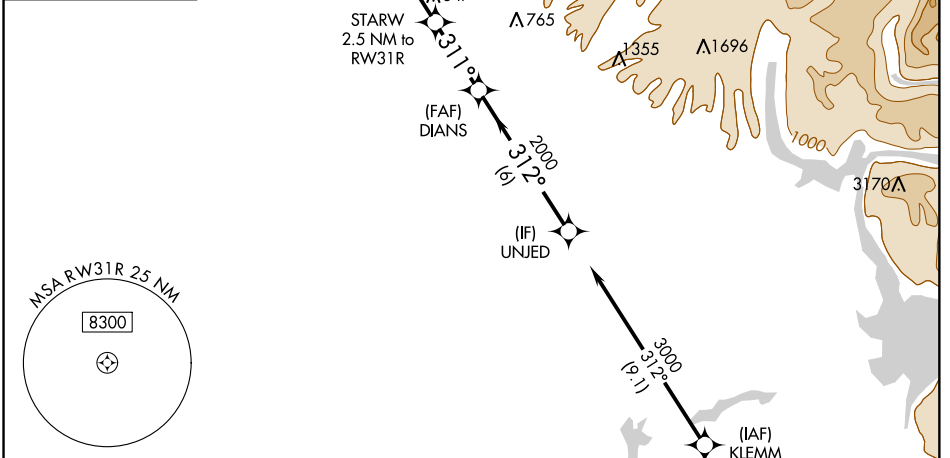 STARW
2.5 NM to
RW31R
765
1355
1696
311°
(FAF)
DIANS
2000
312°
(6)
1000
3170
(IF)
UNJED
MSA RW31R 25 NM
8300
3000
312°
(9.1)
(IAF)
KLEMM